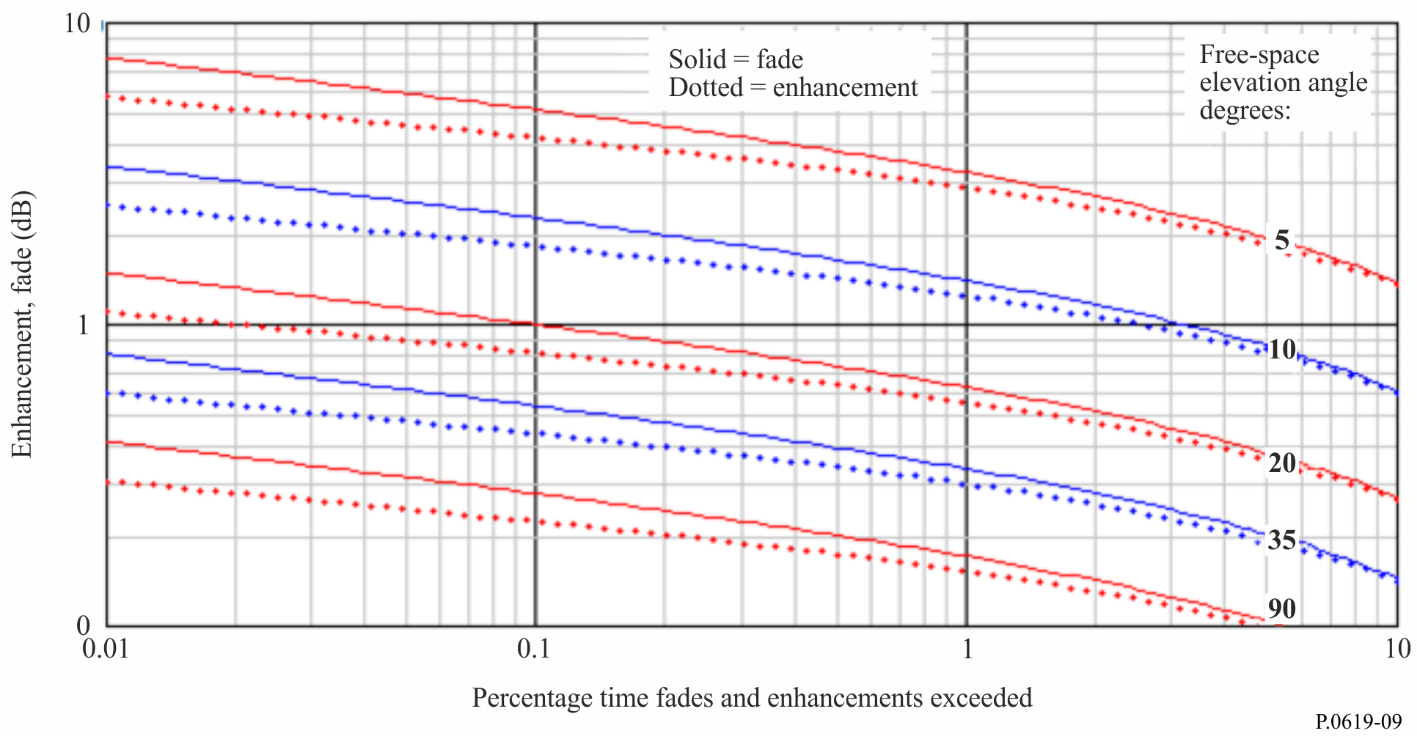 10
Solid = fade
Dotted = enhancement
Free-space
elevation angle
degrees:
5
1
10
20
35
90
0
0.01
0.1
1
10
Enhancement, fade (dB)
Percentage time fades and enhancements exceeded
P.0619-09